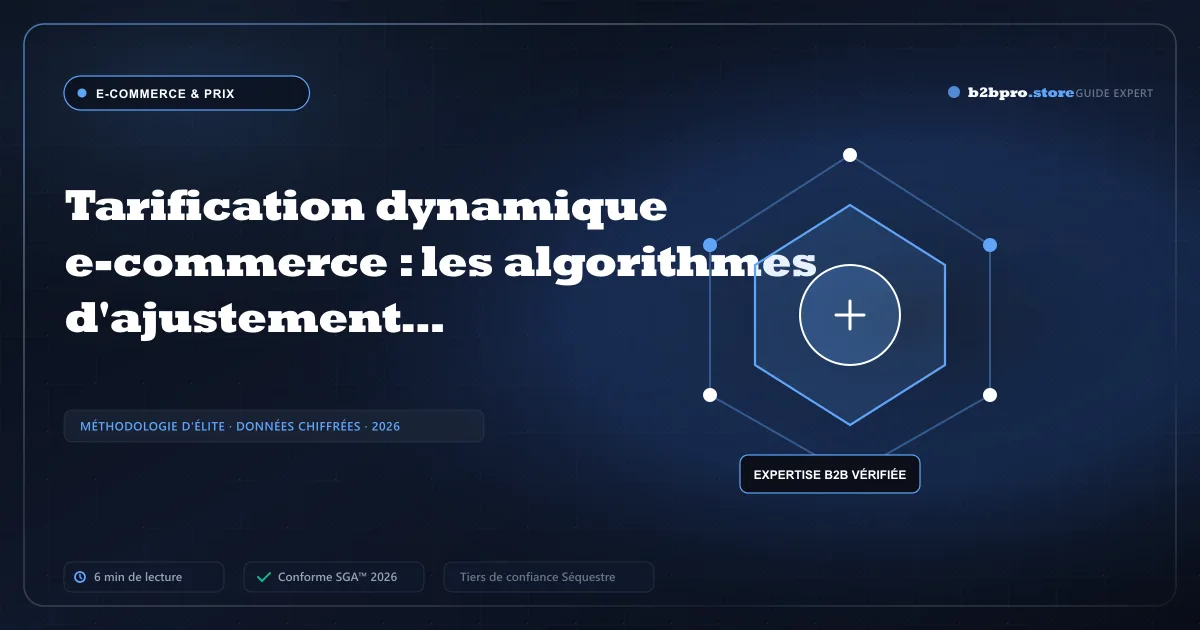 E-COMMERCE & PRIX
b2bpro.store GUIDE EXPERT
Tarification dynamique
e-commerce : les algorithmes
d'ajustement...
MÉTHODOLOGIE D'ÉLITE · DONNÉES CHIFFRÉES · 2026
EXPERTISE B2B VÉRIFIÉE
6 min de lecture
Conforme SGA™ 2026
Tiers de confiance Séquestre